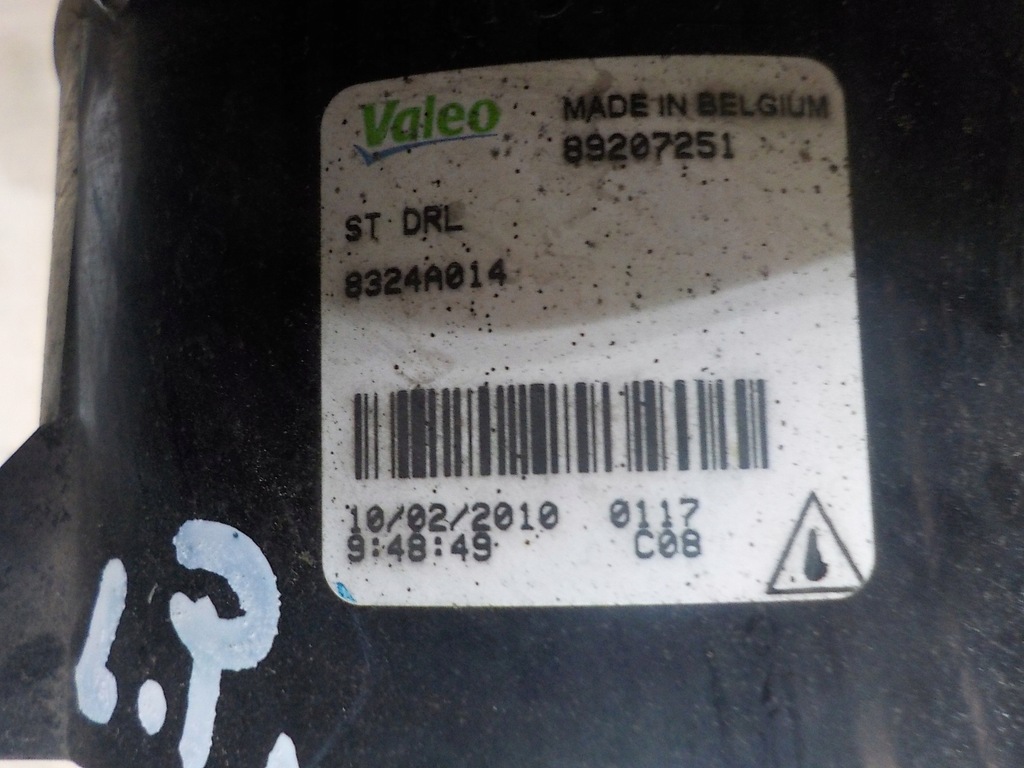 Valeo
MADE IN BELGIUM
89207251
ST DRL
8324A014
10/02/2010 0117
9:48:49 C08